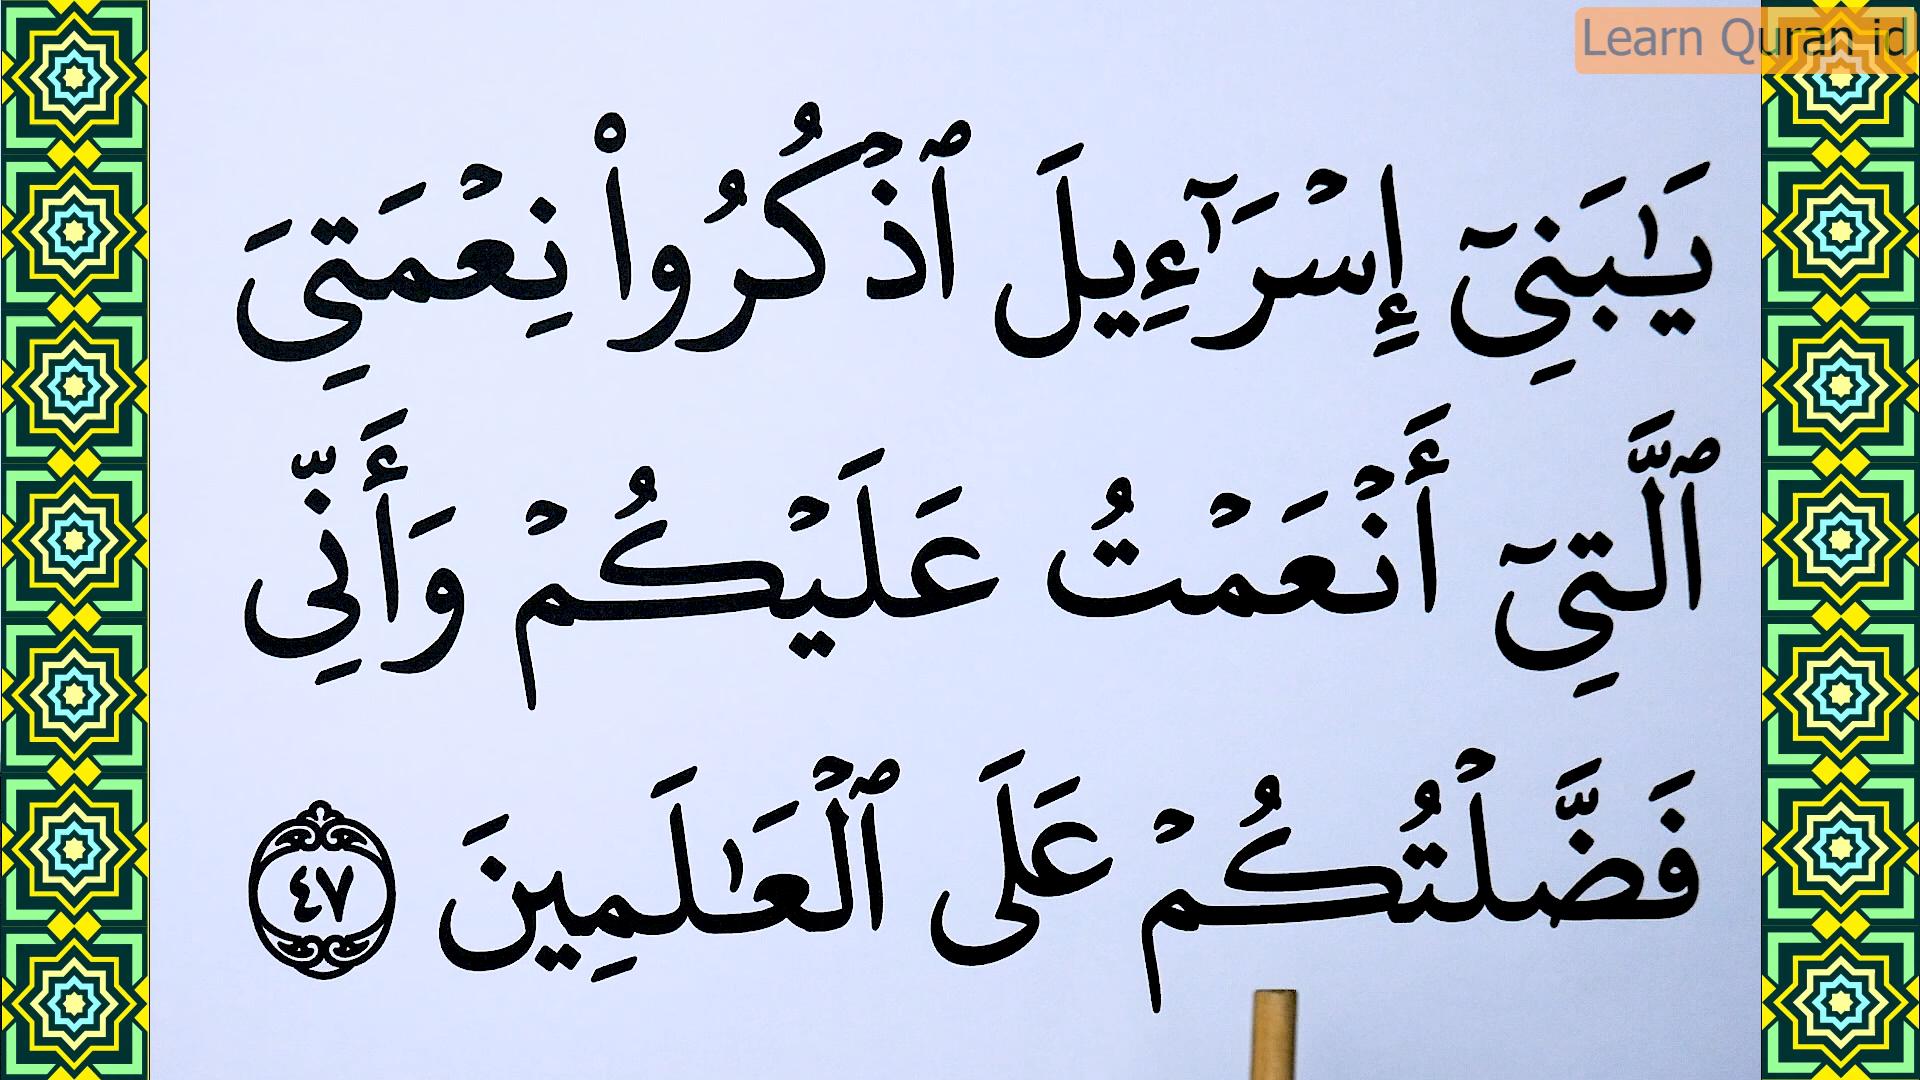 Learn Quran id
يَـٰبَنِىٓ إِسْرَٰٓءِيلَ ٱذْكُرُوا۟ نِعْمَتِىَ
ٱلَّتِىٓ أَنْعَمْتُ عَلَيْكُمْ وَأَنِّى
فَضَّلْتُكُمْ عَلَى ٱلْعَـٰلَمِينَ ٤٧